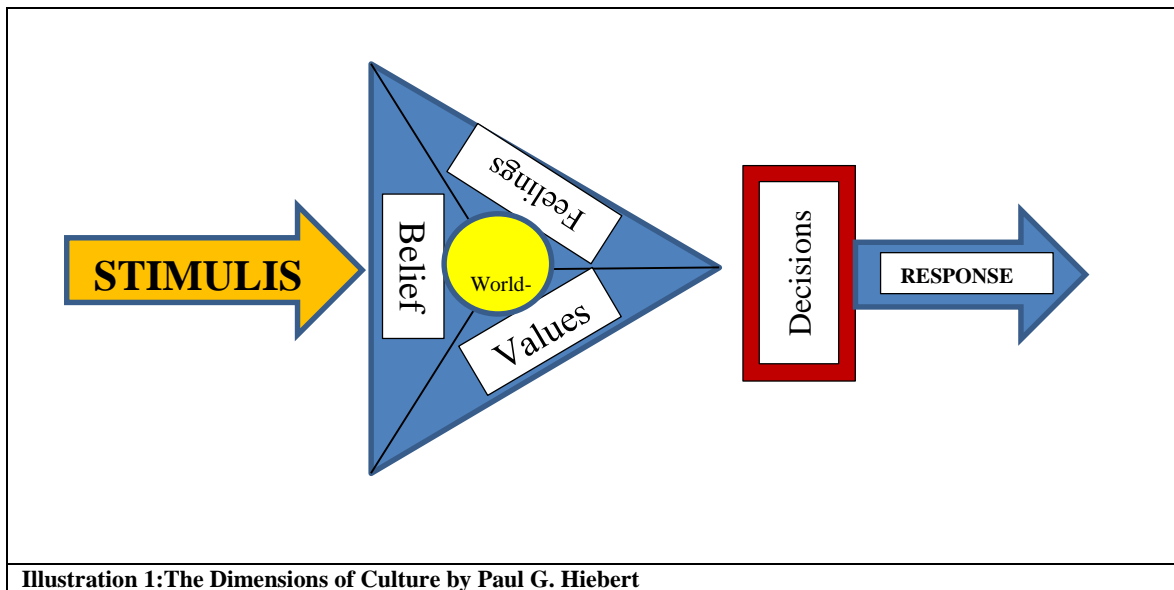 STIMULIS
Belief
Feelings
World-
Values
Decisions
RESPONSE
Illustration 1:The Dimensions of Culture by Paul G. Hiebert